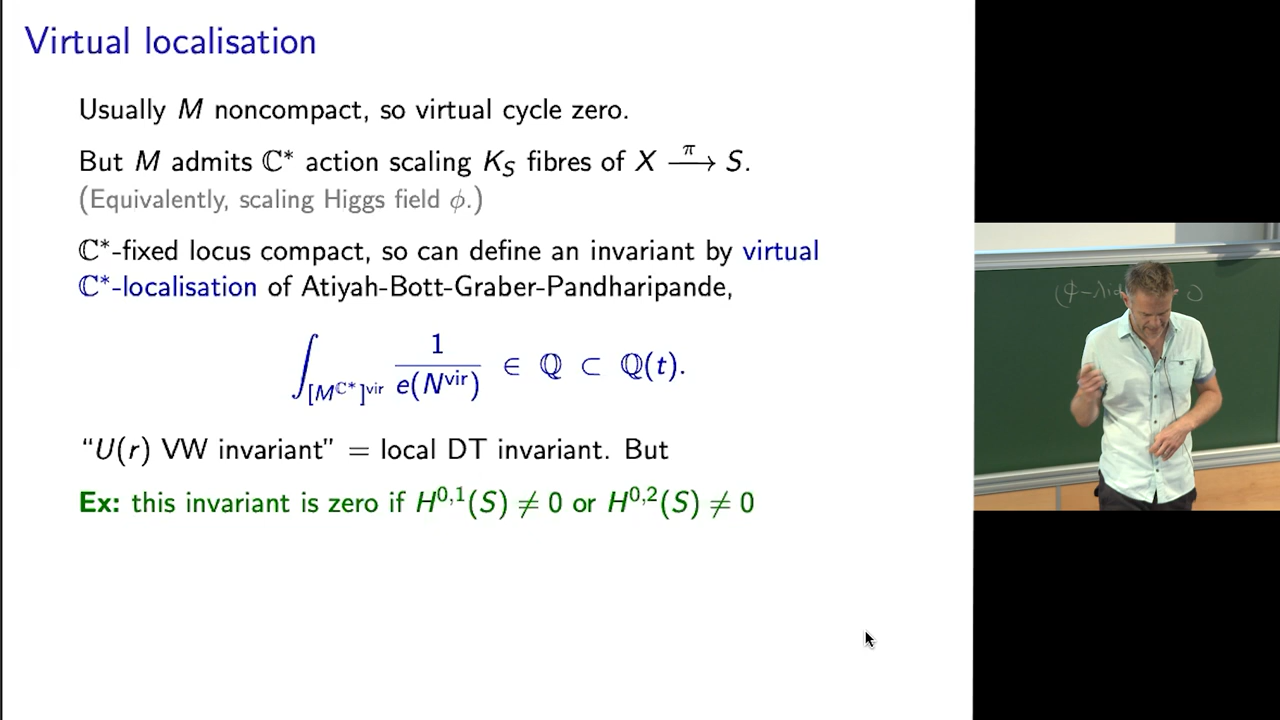 Virtual localisation
Usually M noncompact, so virtual cycle zero.
But M admits ℂ* action scaling K_S fibres of X —π→ S.
(Equivalently, scaling Higgs field ϕ.)
ℂ*-fixed locus compact, so can define an invariant by virtual
ℂ*-localisation of Atiyah-Bott-Graber-Pandharipande,
∫_{[M^{ℂ*}]^{vir}} 1/e(N^{vir}) ∈ ℚ ⊂ ℚ(t).
“U(r) VW invariant” = local DT invariant. But
Ex: this invariant is zero if H^{0,1}(S) ≠ 0 or H^{0,2}(S) ≠ 0